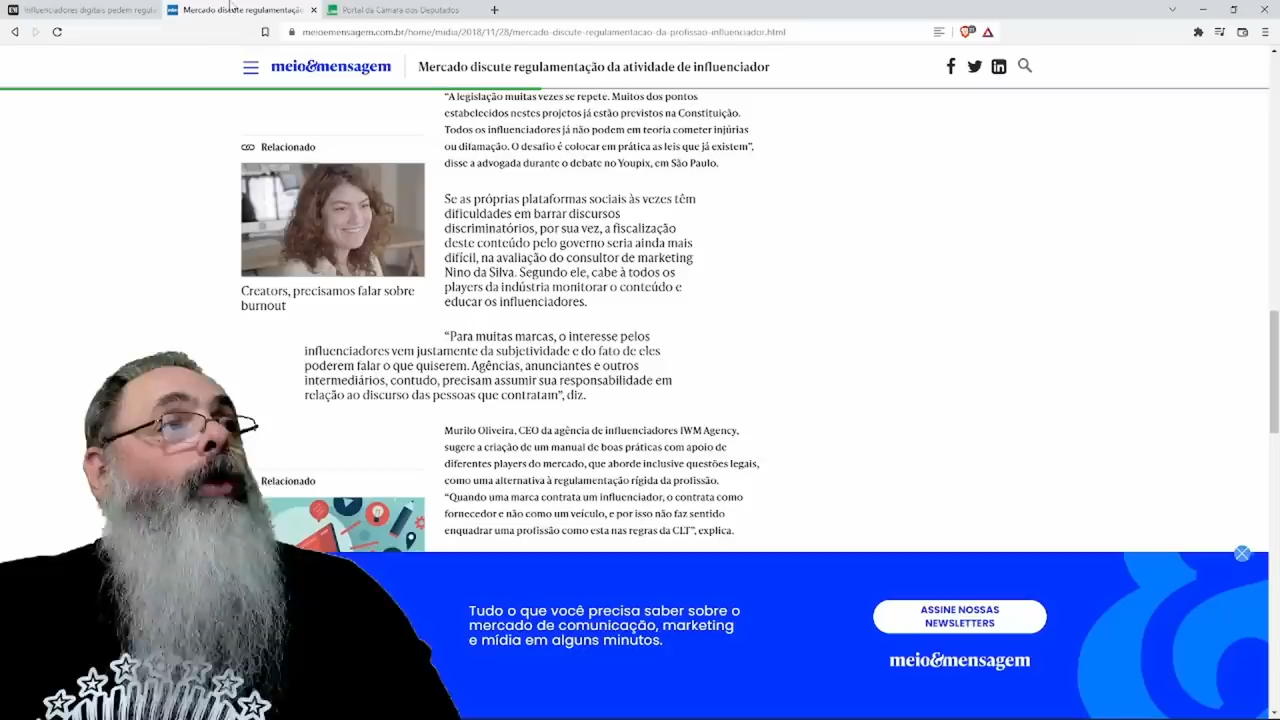 Influenciadores digitais podem regula
Mercado discute regulamentação
Portal da Câmara dos Deputados
meioemensagem.com.br/home/midia/2018/11/28/mercado-discute-regulamentacao-da-profissao-influenciador.html
meio&mensagem
Mercado discute regulamentação da atividade de influenciador
"A legislação muitas vezes se repete. Muitos dos pontos
estabelecidos nestes projetos já estão previstos na Constituição.
Todos os influenciadores já não podem em teoria cometer injúrias
ou difamação. O desafio é colocar em prática as leis que já existem",
disse a advogada durante o debate no Youpix, em São Paulo.
Relacionado
Creators, precisamos falar sobre
burnout
Se as próprias plataformas sociais às vezes têm
dificuldades em barrar discursos
discriminatórios, por sua vez, a fiscalização
deste conteúdo pelo governo seria ainda mais
difícil, na avaliação do consultor de marketing
Nino da Silva. Segundo ele, cabe à todos os
players da indústria monitorar o conteúdo e
educar os influenciadores.
"Para muitas marcas, o interesse pelos
influenciadores vem justamente da subjetividade e do fato de eles
poderem falar o que quiserem. Agências, anunciantes e outros
intermediários, contudo, precisam assumir sua responsabilidade em
relação ao discurso das pessoas que contratam", diz.
Murilo Oliveira, CEO da agência de influenciadores IWM Agency,
sugere a criação de um manual de boas práticas com apoio de
diferentes players do mercado, que aborde inclusive questões legais,
como uma alternativa à regulamentação rígida da profissão.
"Quando uma marca contrata um influenciador, o contrata como
fornecedor e não como um veículo, e por isso não faz sentido
enquadrar uma profissão como esta nas regras da CLT", explica.
Relacionado
Tudo o que você precisa saber sobre o
mercado de comunicação, marketing
e mídia em alguns minutos.
ASSINE NOSSAS
NEWSLETTERS
meio&mensagem